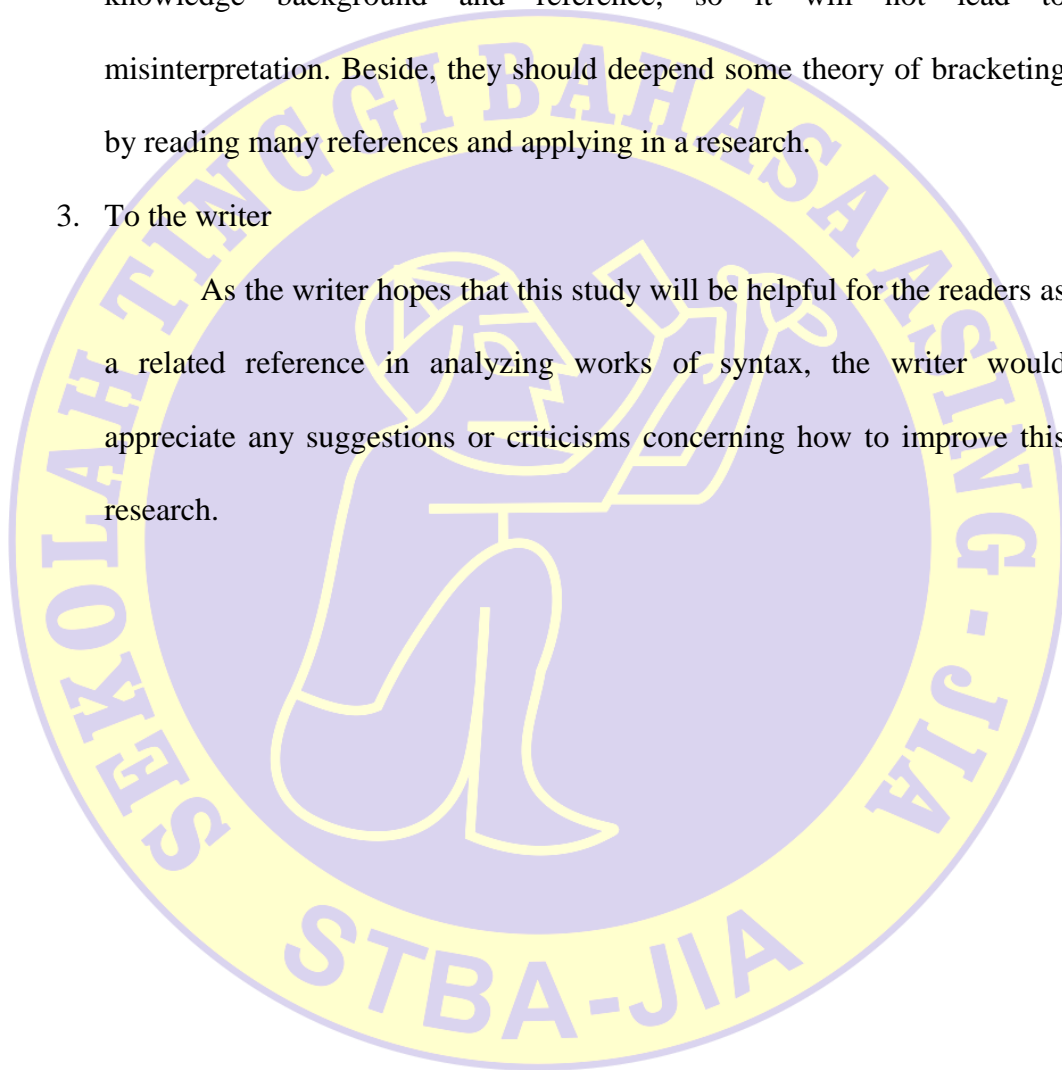 knowledge background and reference, so it will not lead to
misinterpretation. Beside, they should deepend some theory of bracketing
by reading many references and applying in a research.
3. To the writer
As the writer hopes that this study will be helpful for the readers as
a related reference in analyzing works of syntax, the writer would
appreciate any suggestions or criticisms concerning how to improve this
research.
SEKOLAH TINGGI BAHASA ASING - JIA
STBA-JIA